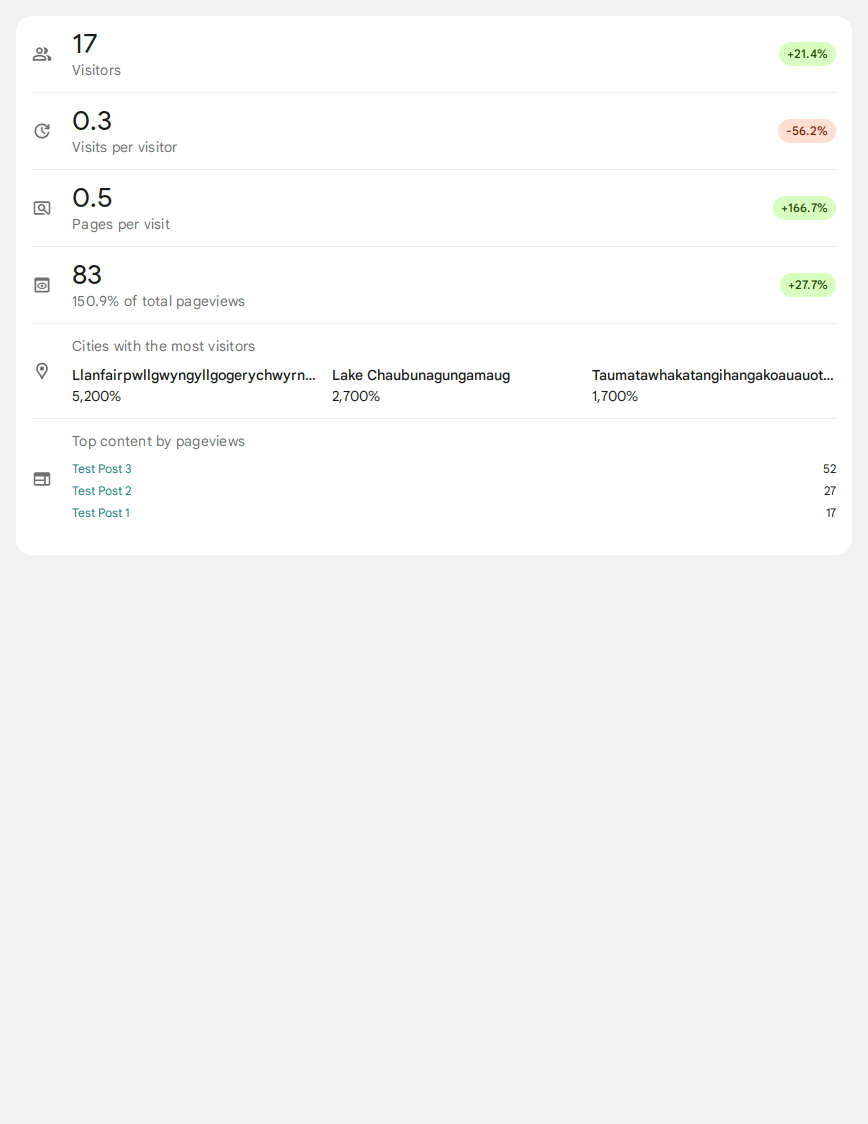 17
Visitors
+21.4%
0.3
Visits per visitor
-56.2%
0.5
Pages per visit
+166.7%
83
150.9% of total pageviews
+27.7%
Cities with the most visitors
Llanfairpwllgwyngyllgogerychwyrn... Lake Chaubunagungamaug Taumatawhakatangihangakoauauot...
5,200% 2,700% 1,700%
Top content by pageviews
Test Post 3 52
Test Post 2 27
Test Post 1 17